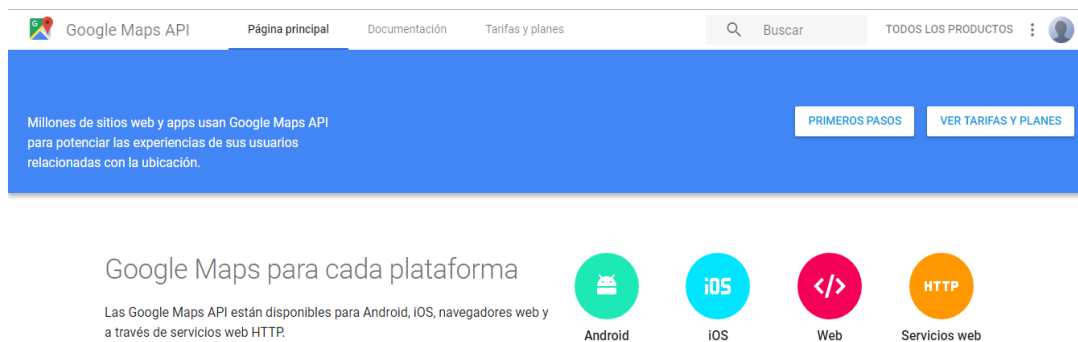 Google Maps API Página principal Documentación Tarifas y planes Buscar TODOS LOS PRODUCTOS
Millones de sitios web y apps usan Google Maps API
para potenciar las experiencias de sus usuarios
relacionadas con la ubicación.
PRIMEROS PASOS VER TARIFAS Y PLANES
Google Maps para cada plataforma
Las Google Maps API están disponibles para Android, iOS, navegadores web y
a través de servicios web HTTP.
iOS </> HTTP
Android iOS Web Servicios web